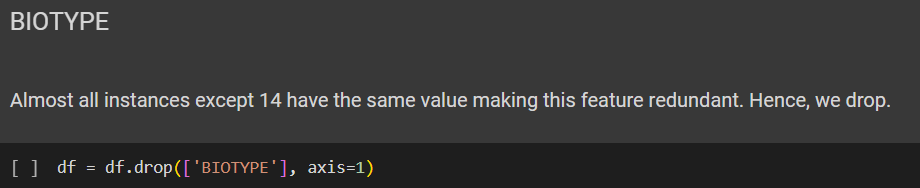 BIOTYPE
Almost all instances except 14 have the same value making this feature redundant. Hence, we drop.
[ ] df = df.drop(['BIOTYPE'], axis=1)